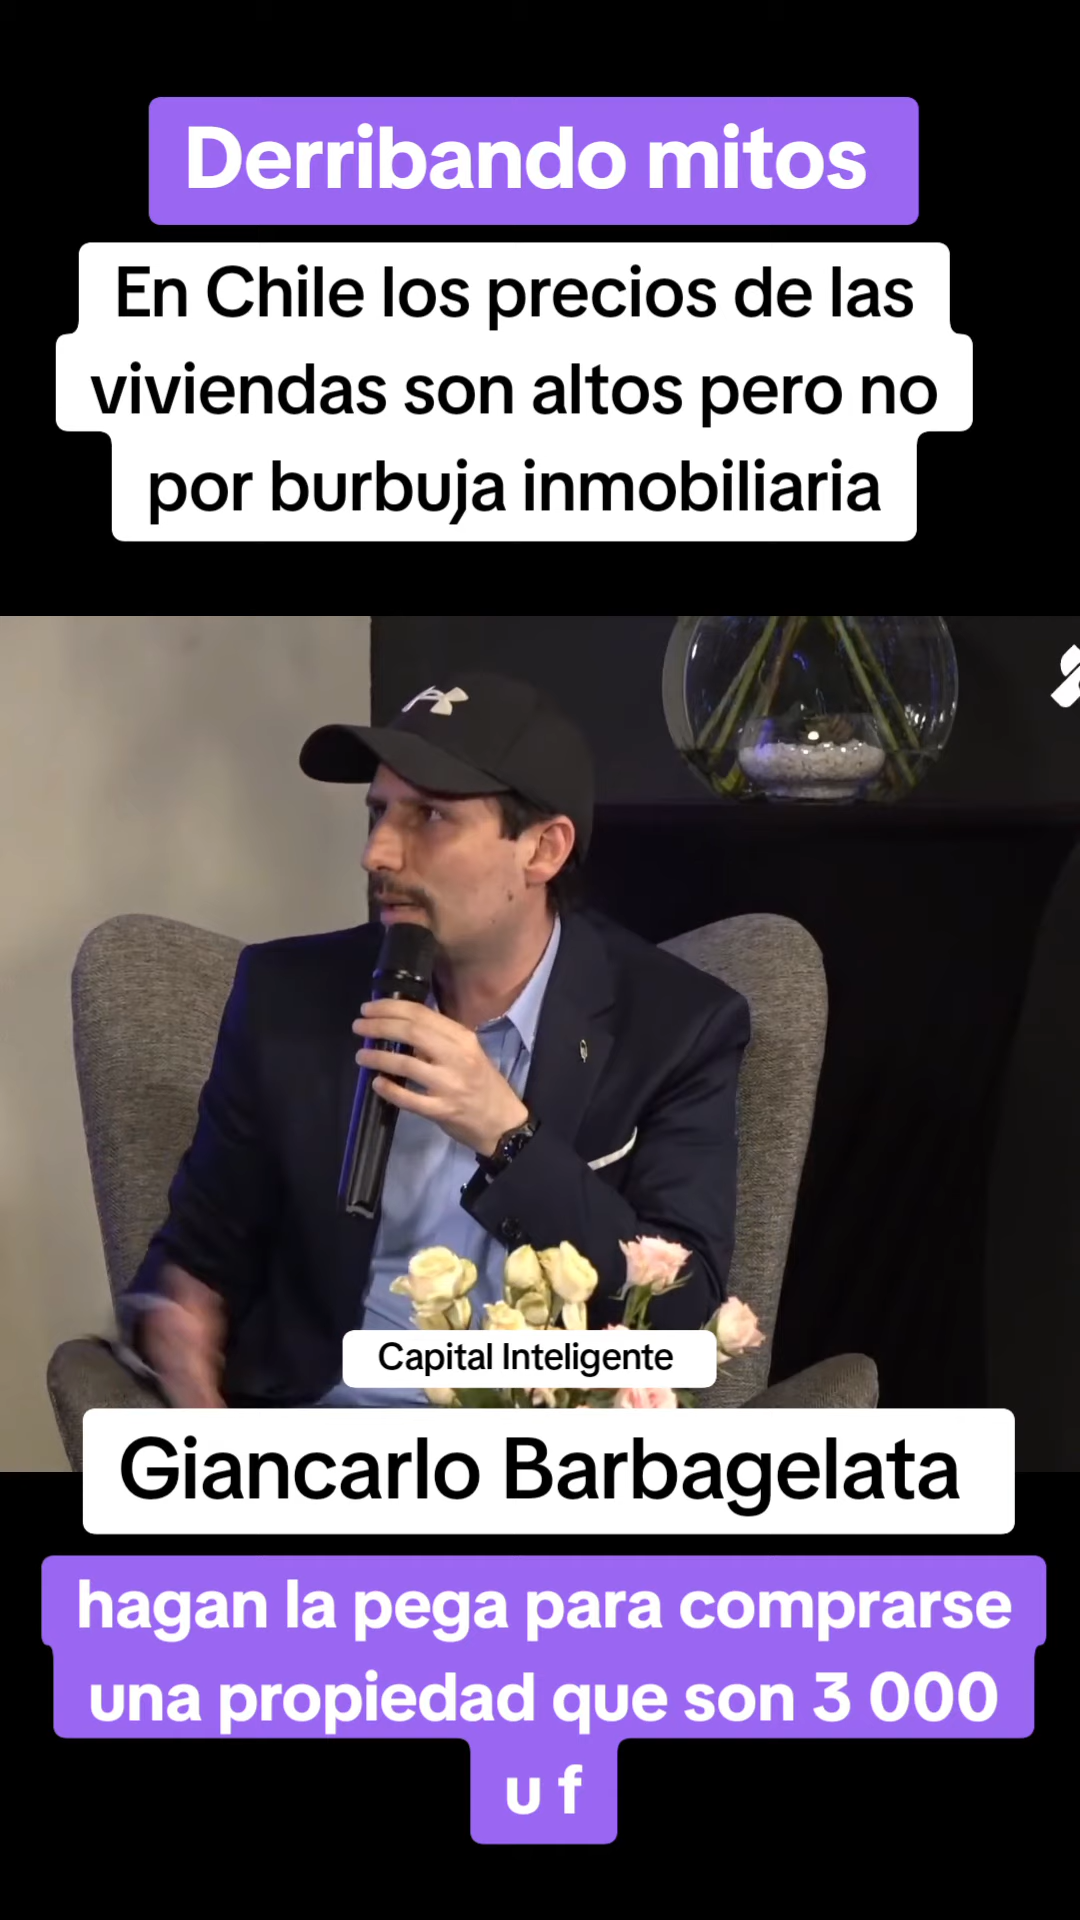 Derribando mitos
En Chile los precios de las
viviendas son altos pero no
por burbuja inmobiliaria
Capital Inteligente
Giancarlo Barbagelata
hagan la pega para comprarse
una propiedad que son 3 000
u f